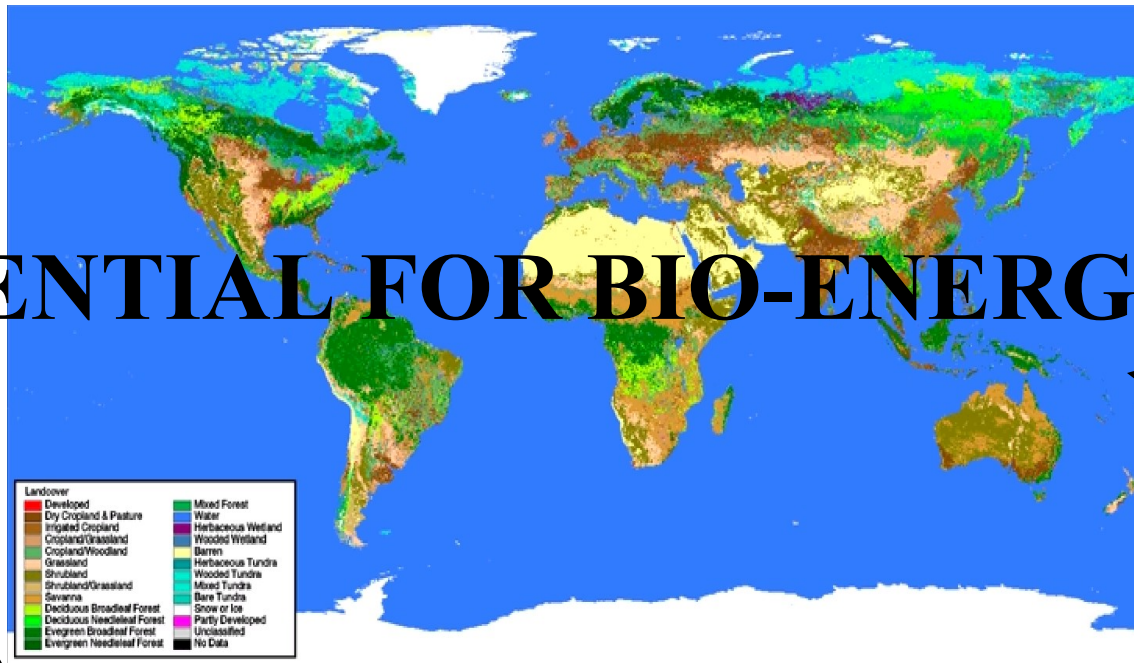 ENTIAL FOR BIO-ENERG
Landcover
Developed
Dry Cropland & Pasture
Irrigated Cropland
Cropland/Grassland
Cropland/Woodland
Grassland
Shrubland
Shrubland/Grassland
Savanna
Deciduous Broadleaf Forest
Deciduous Needleleaf Forest
Evegreen Broadleaf Forest
Evergreen Needleleaf Forest
Mixed Forest
Water
Herbaceous Wetland
Wooded Wetland
Barren
Herbaceous Tundra
Wooded Tundra
Mixed Tundra
Bare Tundra
Snow or Ice
Partly Developed
Unclassified
No Data